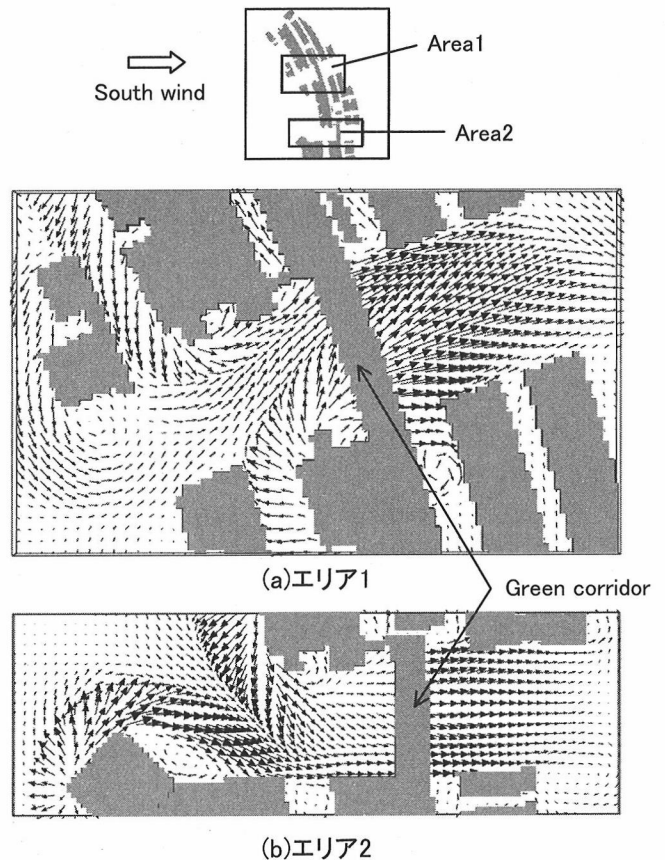 Area1
South wind
Area2
(a)エリア1
Green corridor
(b)エリア2